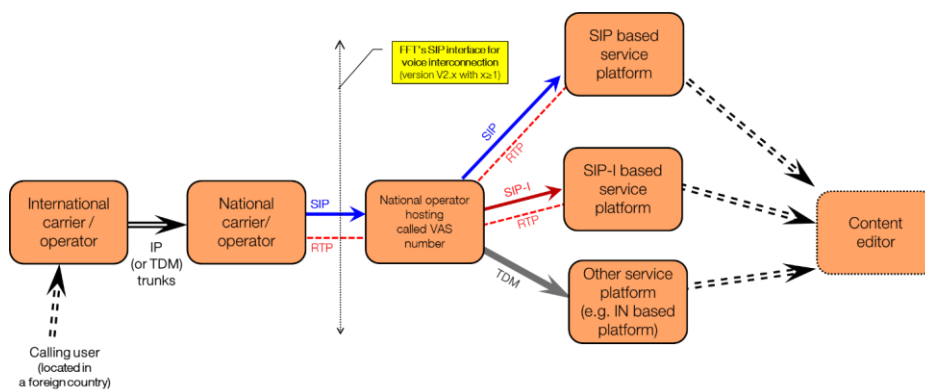 FFT's SIP interface for
voice interconnection
(version V2.x with x≥1)
SIP based
service
platform
SIP
RTP
International
carrier /
operator
IP
(or TDM)
trunks
National
carrier/
operator
SIP
RTP
National operator
hosting
called VAS
number
SIP-I
RTP
SIP-I based
service
platform
TDM
Other service
platform
(e.g. IN based
platform)
Content
editor
Calling user
(located in
a foreign country)